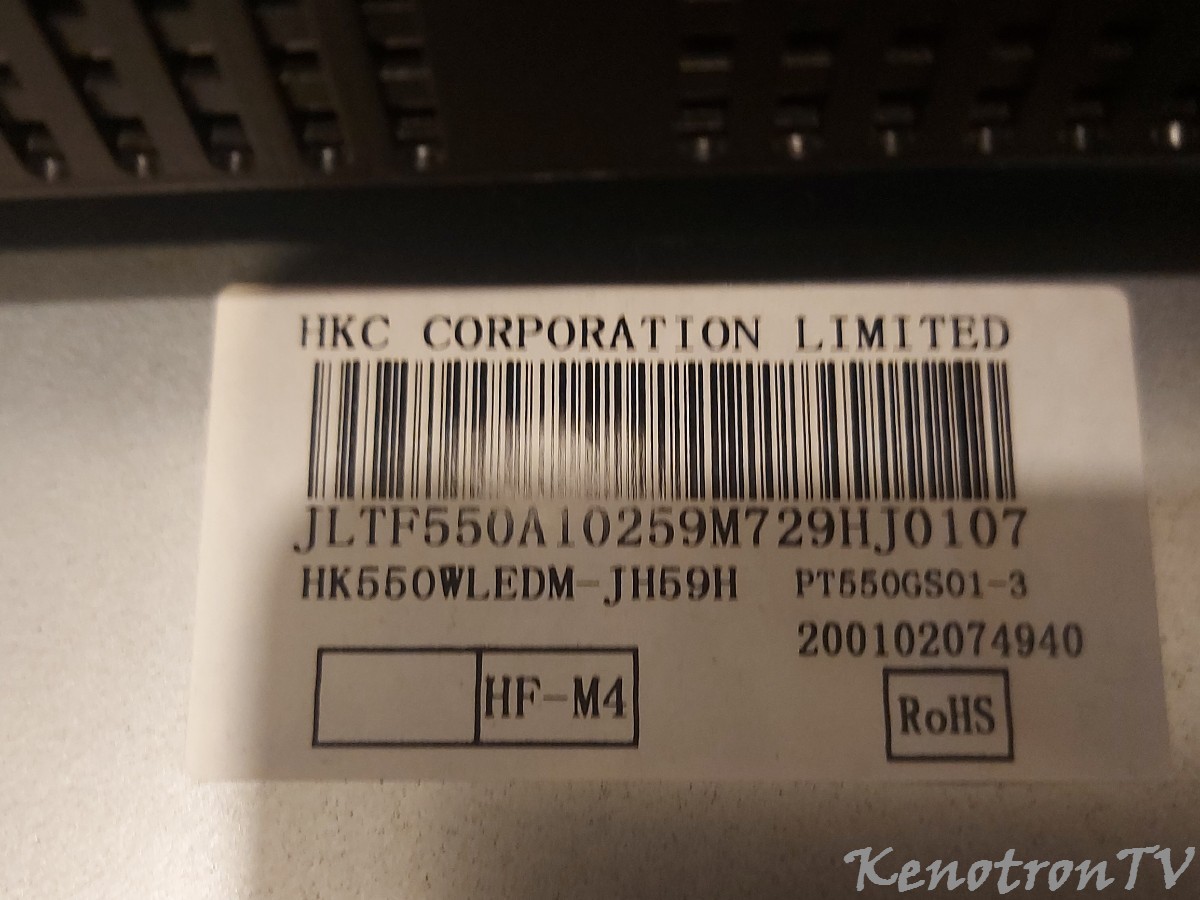 HKC CORPORATION LIMITED
JLTF550A10259M729HJ0107
HK550WLEDM-JH59H PT550GS01-3
200102074940
HF-M4
RoHS
KenotronTV